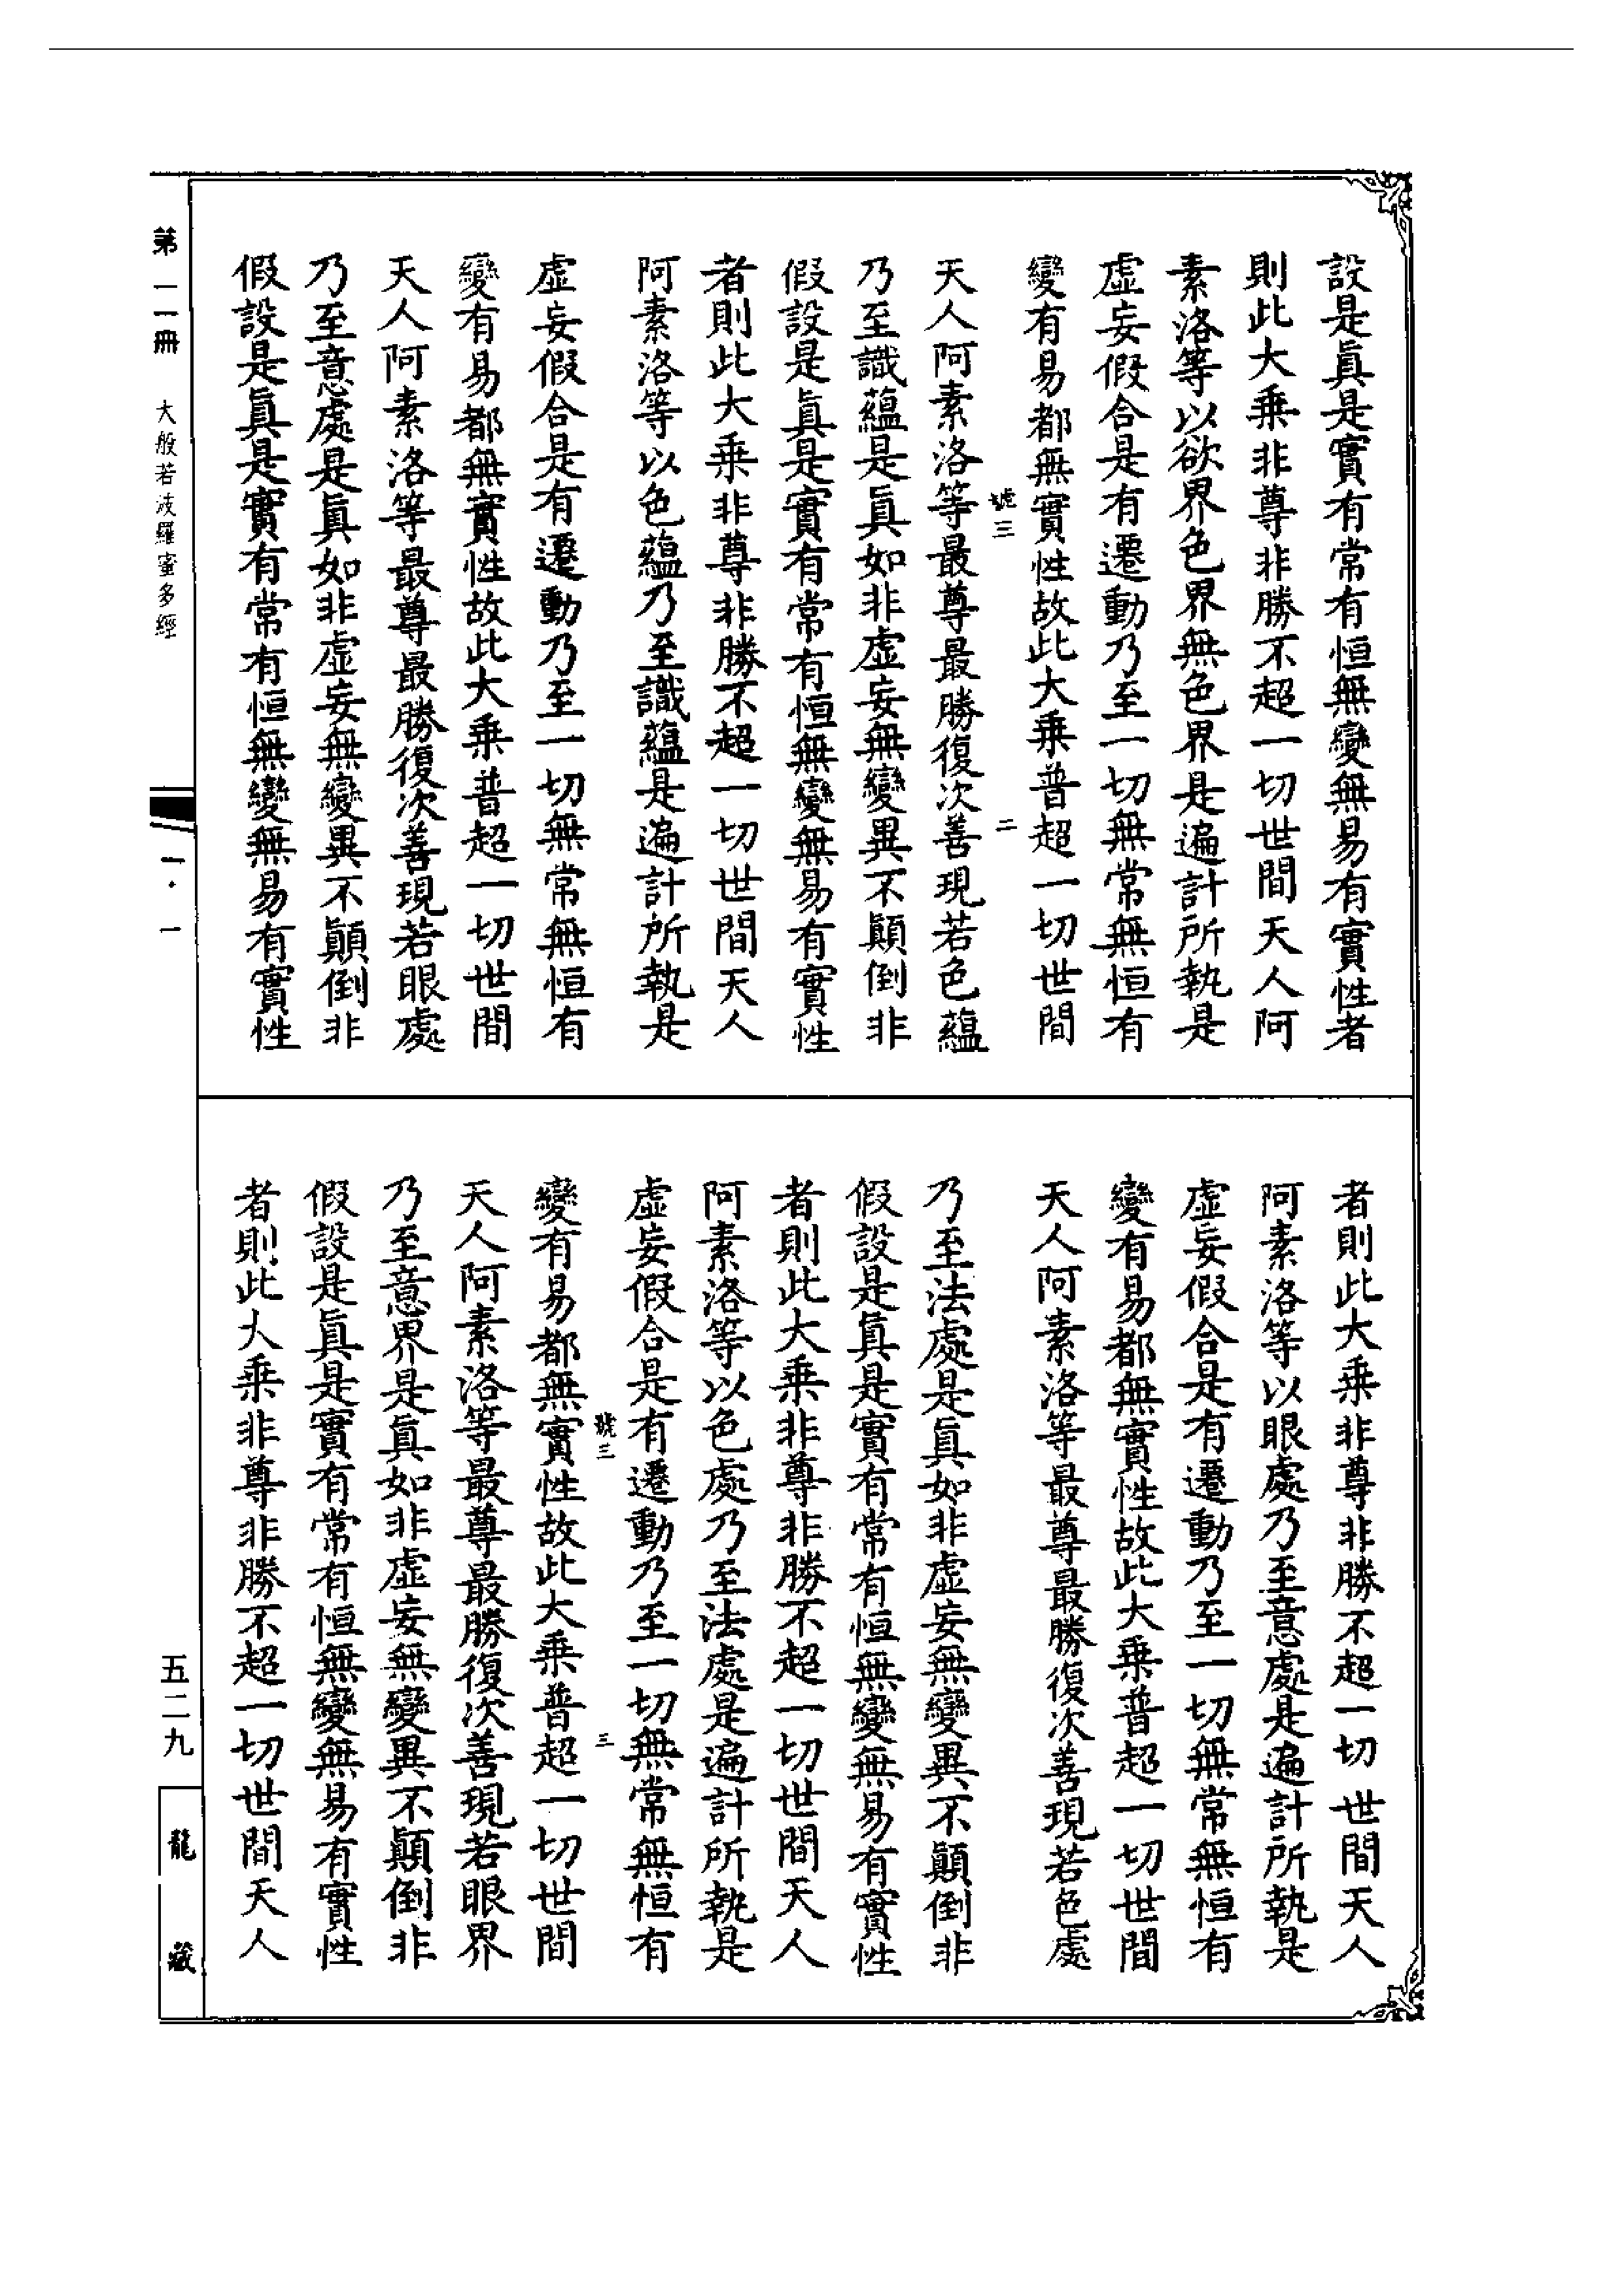 設是眞是實有常有恒無變無易有實性者
則此大乘非尊非勝不超一切世間天人阿
素洛等以欲界色界無色界是遍計所執是
虛妄假合是有遷動乃至一切無常無恒有
變有易都無實性故此大乘普超一切世間
號三 二
天人阿素洛等最尊最勝復次善現若色蘊
乃至識蘊是眞如非虛妄無變異不顚倒非
假設是眞是實有常有恒無變無易有實性
者則此大乘非尊非勝不超一切世間天人
阿素洛等以色蘊乃至識蘊是遍計所執是
虛妄假合是有遷動乃至一切無常無恒有
變有易都無實性故此大乘普超一切世間
天人阿素洛等最尊最勝復次善現若眼處
乃至意處是眞如非虛妄無變異不顚倒非
假設是眞是實有常有恒無變無易有實性
者則此大乘非尊非勝不超一切世間天人
阿素洛等以眼處乃至意處是遍計所執是
虛妄假合是有遷動乃至一切無常無恒有
變有易都無實性故此大乘普超一切世間
天人阿素洛等最尊最勝復次善現若色處
乃至法處是眞如非虛妄無變異不顚倒非
假設是眞是實有常有恒無變無易有實性
者則此大乘非尊非勝不超一切世間天人
阿素洛等以色處乃至法處是遍計所執是
虛妄假合是有遷動乃至一切無常無恒有
號三 三
變有易都無實性故此大乘普超一切世間
天人阿素洛等最尊最勝復次善現若眼界
乃至意界是眞如非虛妄無變異不顚倒非
假設是眞是實有常有恒無變無易有實性
者則此大乘非尊非勝不超一切世間天人
第二冊 大般若波羅蜜多經
一·一
五二九
龍藏